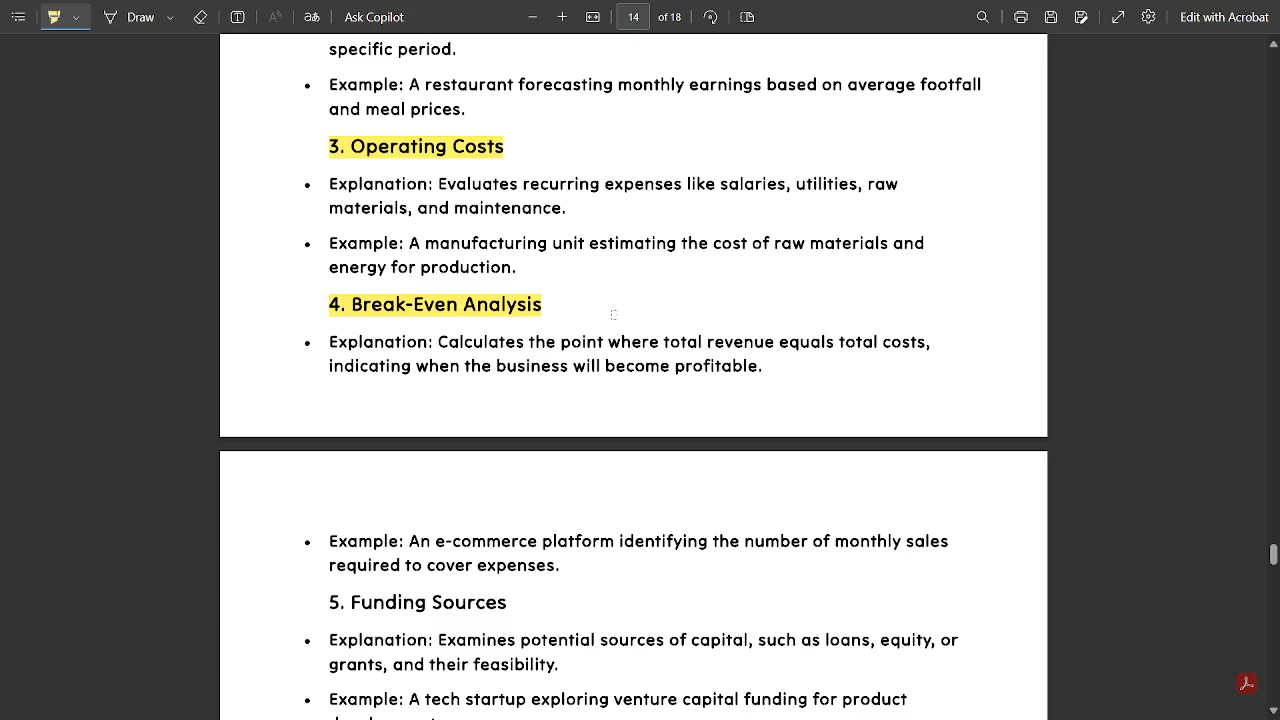 Draw
Ask Copilot
14
of 18
Edit with Acrobat
specific period.
• Example: A restaurant forecasting monthly earnings based on average footfall
and meal prices.
3. Operating Costs
• Explanation: Evaluates recurring expenses like salaries, utilities, raw
materials, and maintenance.
• Example: A manufacturing unit estimating the cost of raw materials and
energy for production.
4. Break-Even Analysis
• Explanation: Calculates the point where total revenue equals total costs,
indicating when the business will become profitable.
• Example: An e-commerce platform identifying the number of monthly sales
required to cover expenses.
5. Funding Sources
• Explanation: Examines potential sources of capital, such as loans, equity, or
grants, and their feasibility.
• Example: A tech startup exploring venture capital funding for product